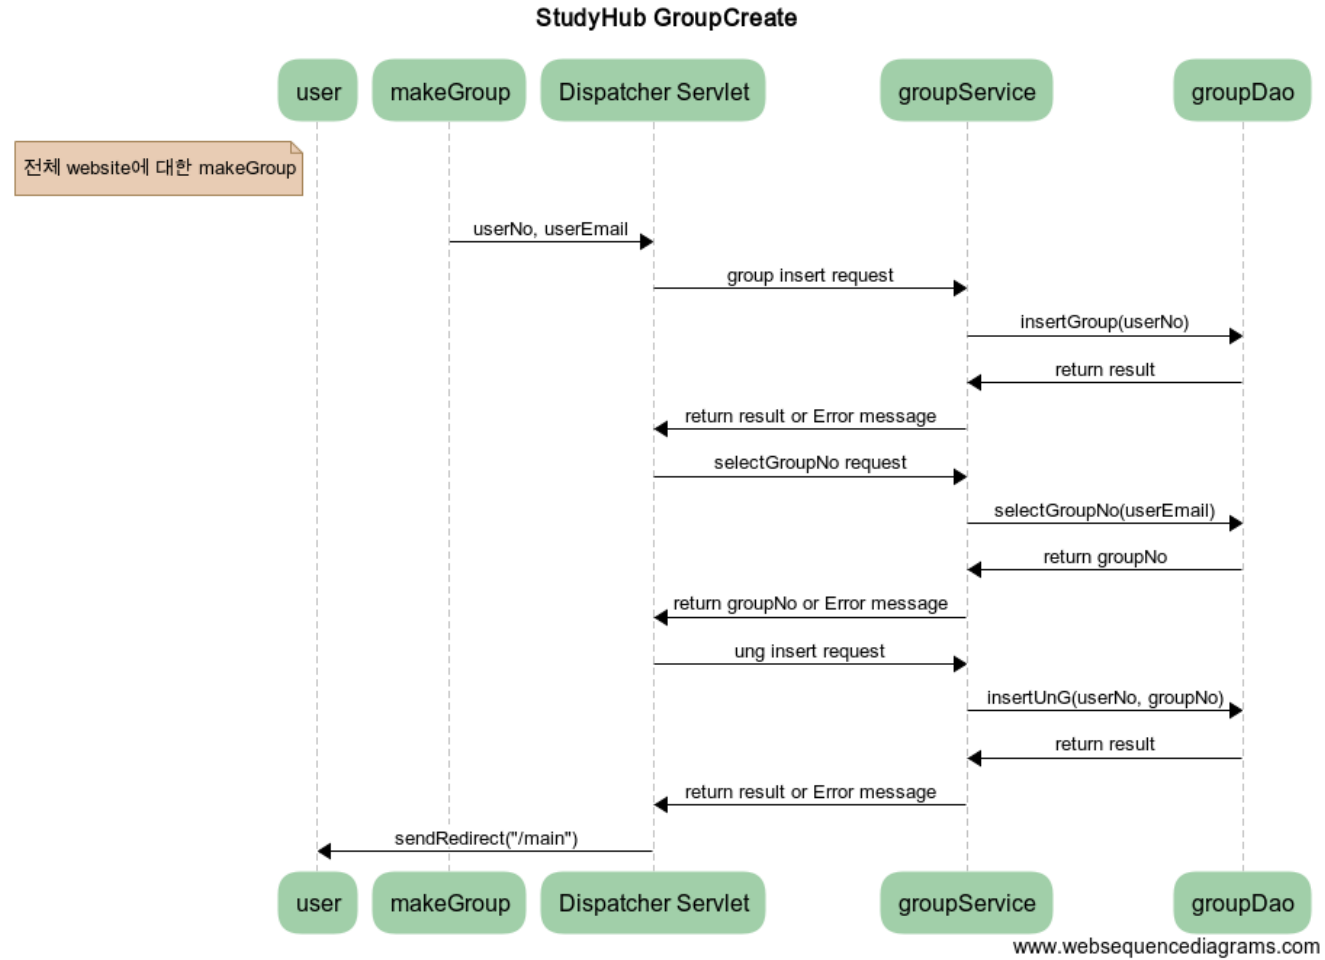 StudyHub GroupCreate
user
makeGroup
Dispatcher Servlet
groupService
groupDao
전체 website에 대한 makeGroup
userNo, userEmail
group insert request
insertGroup(userNo)
return result
return result or Error message
selectGroupNo request
selectGroupNo(userEmail)
return groupNo
return groupNo or Error message
ung insert request
insertUnG(userNo, groupNo)
return result
return result or Error message
sendRedirect("/main")
user
makeGroup
Dispatcher Servlet
groupService
groupDao
www.websequencediagrams.com